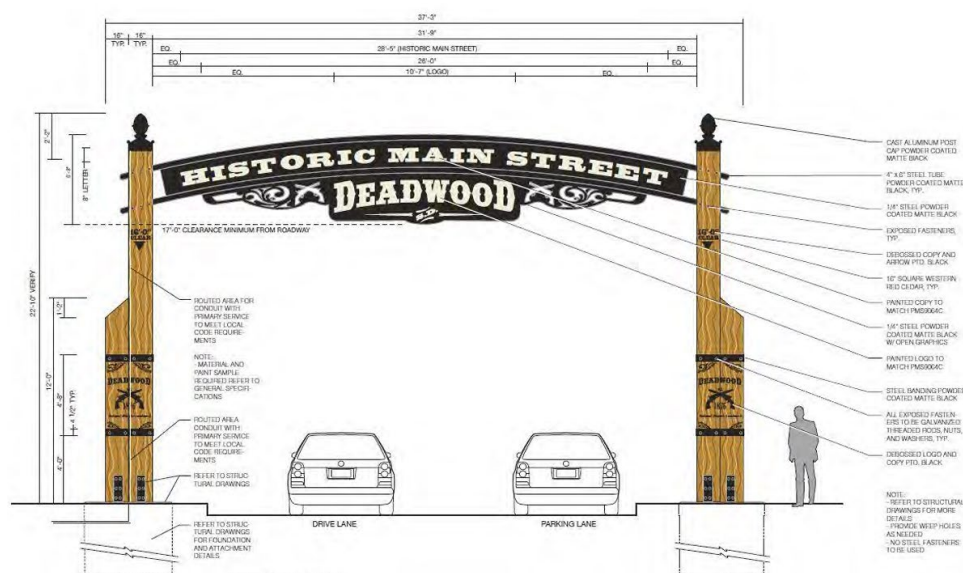 37'-3"
16"
16"
31'-9"
TYP.
TYP.
EQ.
28'-5" (HISTORIC MAIN STREET)
EQ.
EQ.
26'-0"
EQ.
EQ.
10'-7" (LOGO)
EQ.
2'-0"
8" LETTER
22'-10" VERIFY
1'-0"
12'-0"
4'-8"
4 1/2" TYP.
4'-0"
HISTORIC MAIN STREET
DEADWOOD
S.D.
17'-0" CLEARANCE MINIMUM FROM ROADWAY
16'-0"
CLEAR
16'-0"
CLEAR
ROUTED AREA FOR
CONDUIT WITH
PRIMARY SERVICE
TO MEET LOCAL
CODE REQUIRE-
MENTS
NOTE:
- MATERIAL AND
PAINT SAMPLE
REQUIRED REFER TO
GENERAL SPECIFI-
CATIONS
ROUTED AREA
CONDUIT WITH
PRIMARY SERVICE
TO MEET LOCAL
CODE REQUIRE-
MENTS
REFER TO STRUC-
TURAL DRAWINGS
REFER TO STRUC-
TURAL DRAWINGS
FOR FOUNDATION
AND ATTACHMENT
DETAILS
DEADWOOD
DEADWOOD
DRIVE LANE
PARKING LANE
CAST ALUMINUM POST
CAP POWDER COATED
MATTE BLACK
4" x 6" STEEL TUBE
POWDER COATED MATTE
BLACK, TYP.
1/4" STEEL POWDER
COATED MATTE BLACK
EXPOSED FASTENERS,
TYP.
DEBOSSED COPY AND
ARROW PTD. BLACK
16" SQUARE WESTERN
RED CEDAR, TYP.
PAINTED COPY TO
MATCH PMS9064C
1/4" STEEL POWDER
COATED MATTE BLACK
W/ OPEN GRAPHICS
PAINTED LOGO TO
MATCH PMS9064C
STEEL BANDING POWDER
COATED MATTE BLACK
ALL EXPOSED FASTEN-
ERS TO BE GALVANIZED
THREADED RODS, NUTS,
AND WASHERS, TYP.
DEBOSSED LOGO AND
COPY PTD. BLACK
NOTE:
- REFER TO STRUCTURAL
DRAWINGS FOR MORE
DETAILS
- PROVIDE WEEP HOLES
AS NEEDED
- NO STEEL FASTENERS
TO BE USED